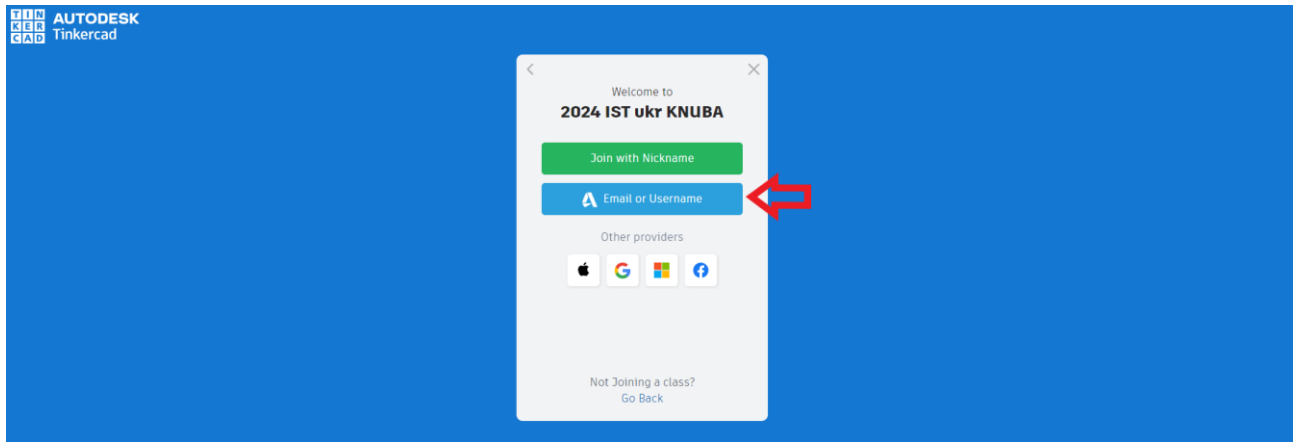 TIN
KER
CAD
AUTODESK
Tinkercad
Welcome to
2024 IST ukr KNUBA
Join with Nickname
Email or Username
Other providers
Not Joining a class?
Go Back